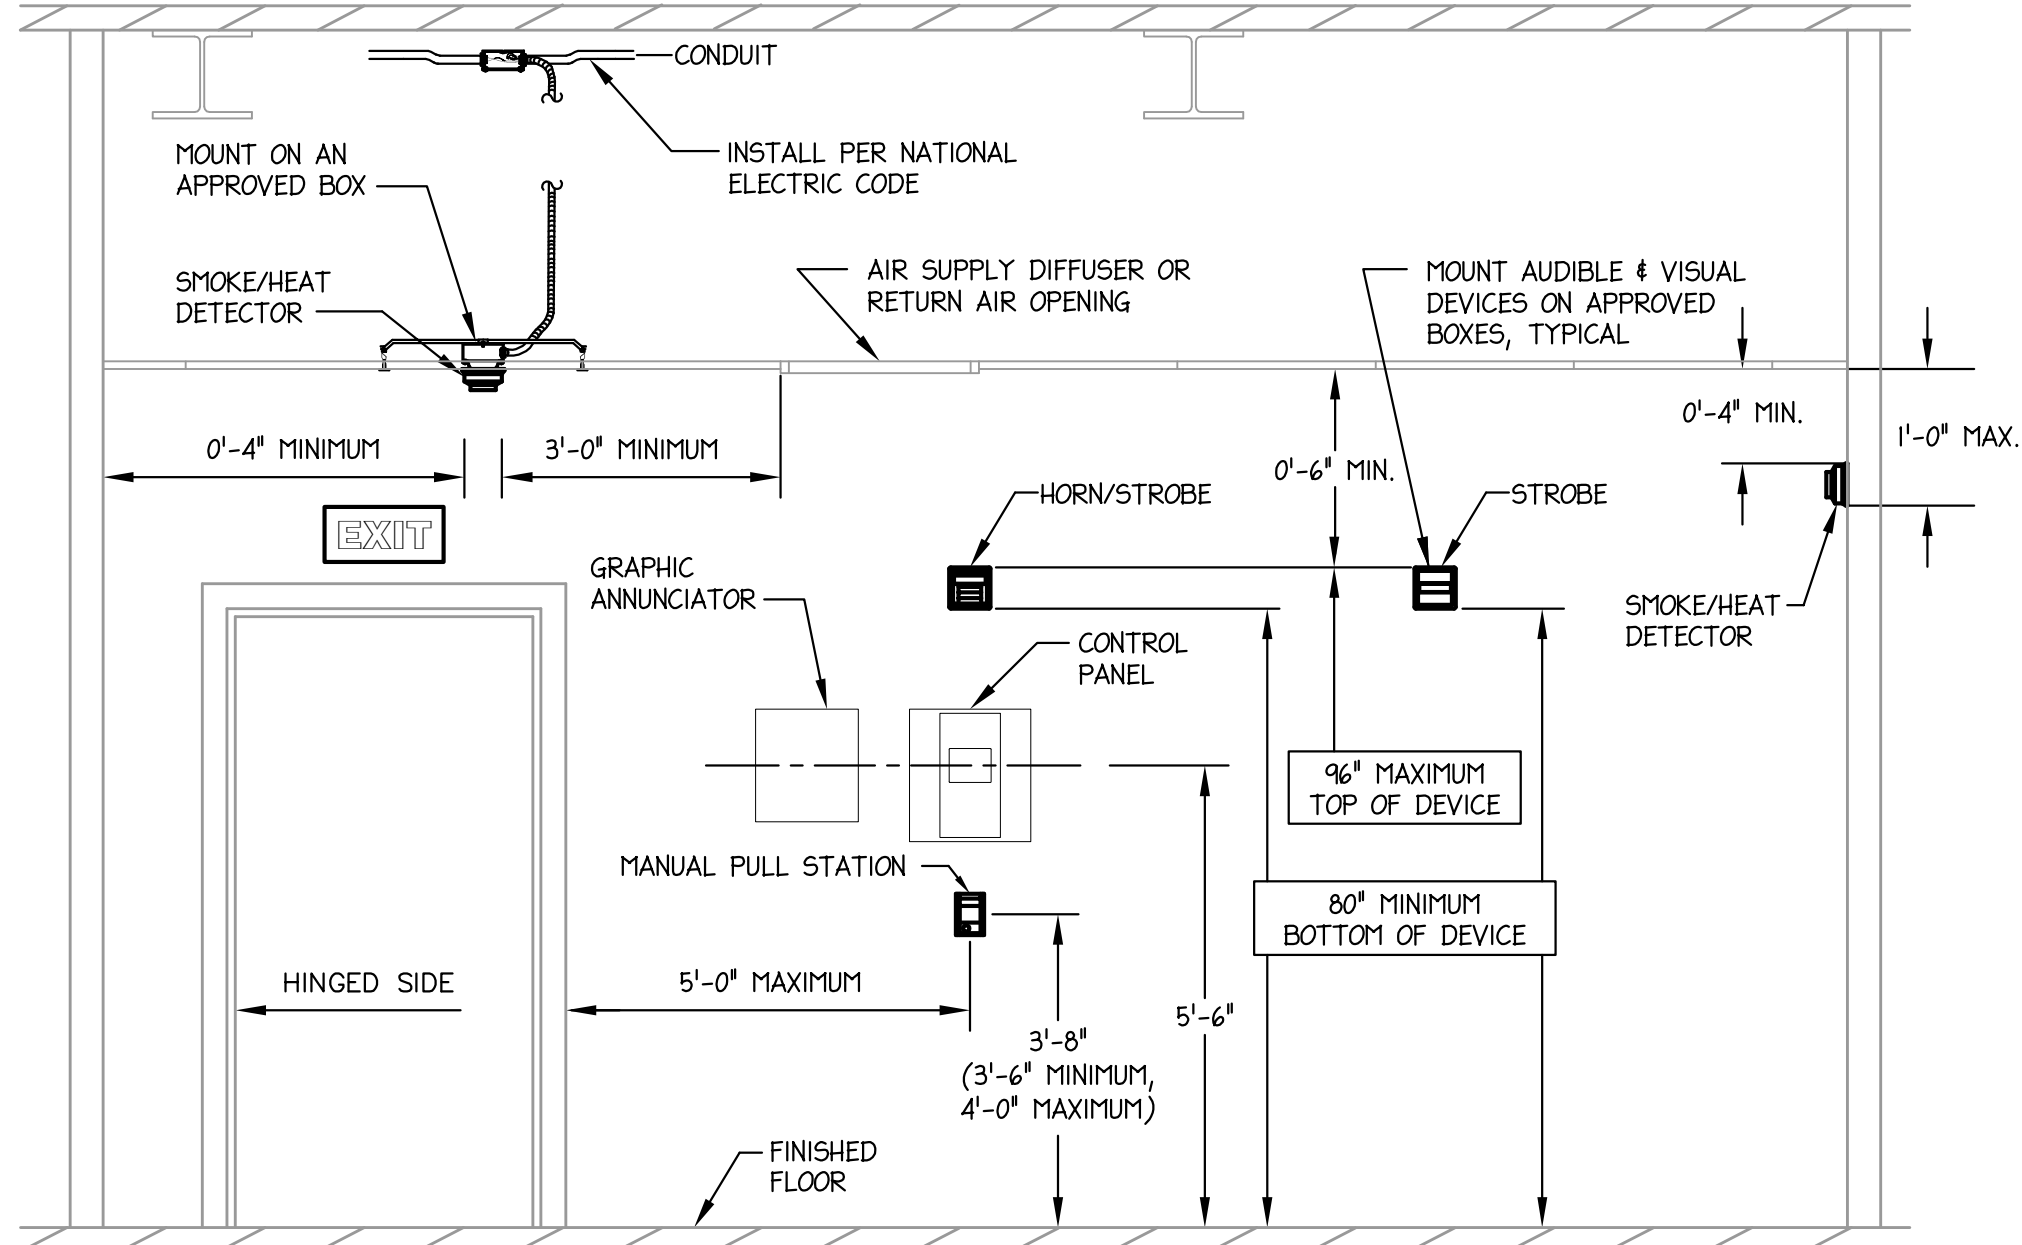 CONDUIT
MOUNT ON AN
APPROVED BOX
INSTALL PER NATIONAL
ELECTRIC CODE
SMOKE/HEAT
DETECTOR
AIR SUPPLY DIFFUSER OR
RETURN AIR OPENING
MOUNT AUDIBLE & VISUAL
DEVICES ON APPROVED
BOXES, TYPICAL
0'-4" MIN.
1'-0" MAX.
0'-4" MINIMUM
3'-0" MINIMUM
0'-6" MIN.
HORN/STROBE
STROBE
EXIT
GRAPHIC
ANNUNCIATOR
SMOKE/HEAT
DETECTOR
CONTROL
PANEL
96" MAXIMUM
TOP OF DEVICE
MANUAL PULL STATION
80" MINIMUM
BOTTOM OF DEVICE
HINGED SIDE
5'-0" MAXIMUM
5'-6"
3'-8"
(3'-6" MINIMUM,
4'-0" MAXIMUM)
FINISHED
FLOOR